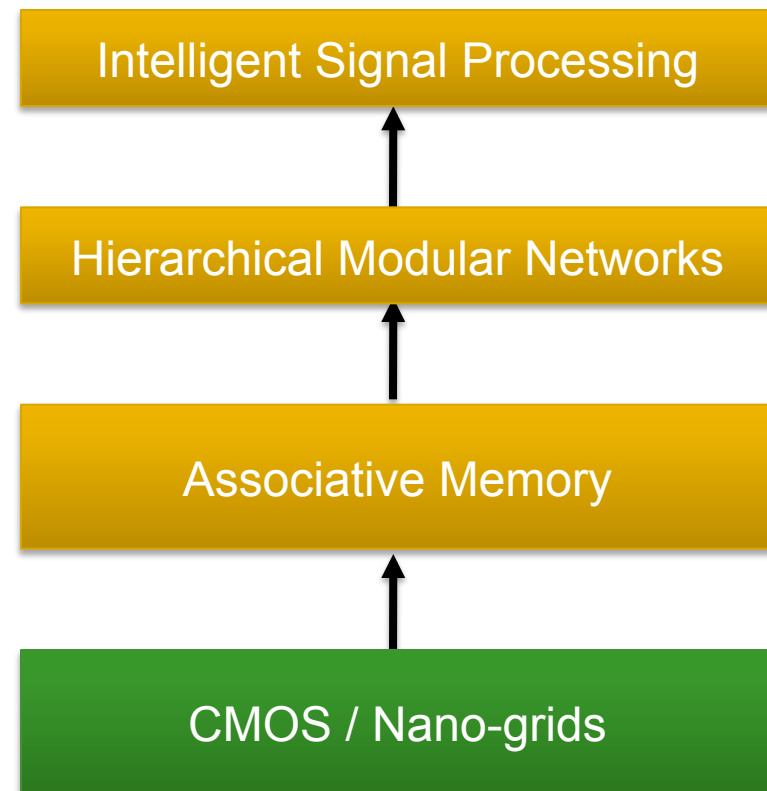 Intelligent Signal Processing
Hierarchical Modular Networks
Associative Memory
CMOS / Nano-grids